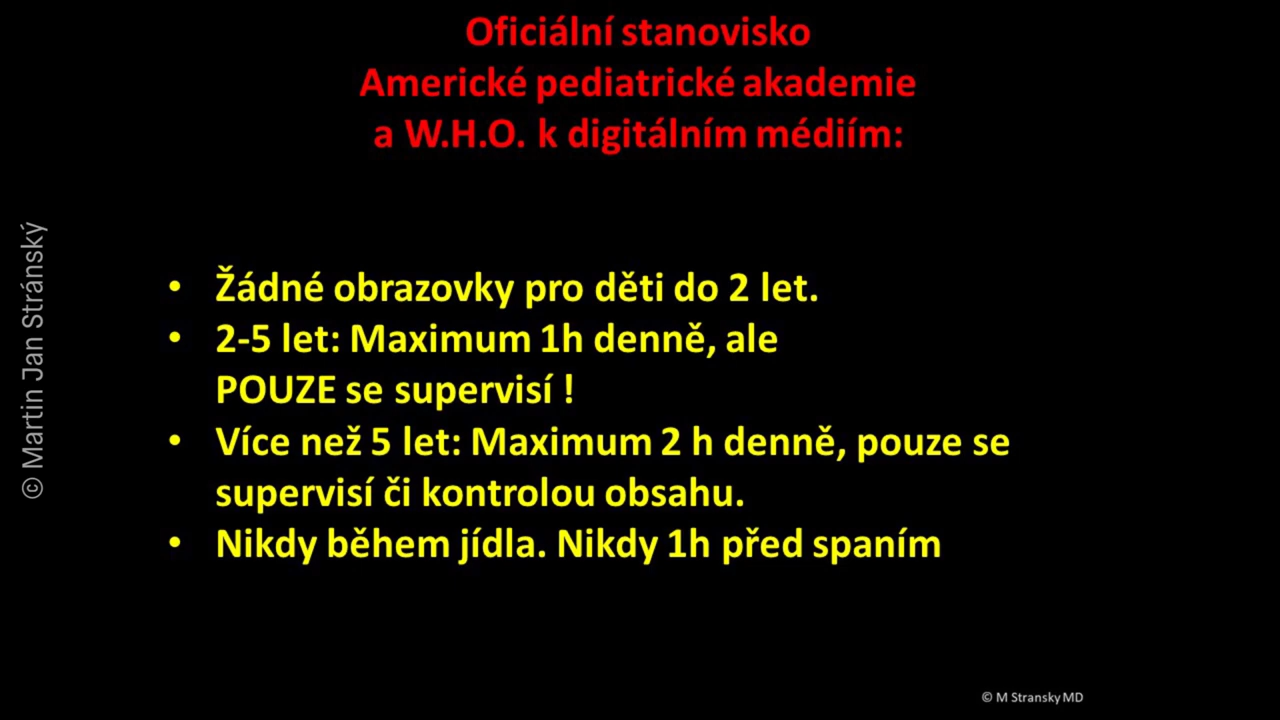 Oficiální stanovisko
Americké pediatrické akademie
a W.H.O. k digitálním médiím:
© Martin Jan Stránský
• Žádné obrazovky pro děti do 2 let.
• 2-5 let: Maximum 1h denně, ale
POUZE se supervisí !
• Více než 5 let: Maximum 2 h denně, pouze se
supervisí či kontrolou obsahu.
• Nikdy během jídla. Nikdy 1h před spaním
© M Stransky MD